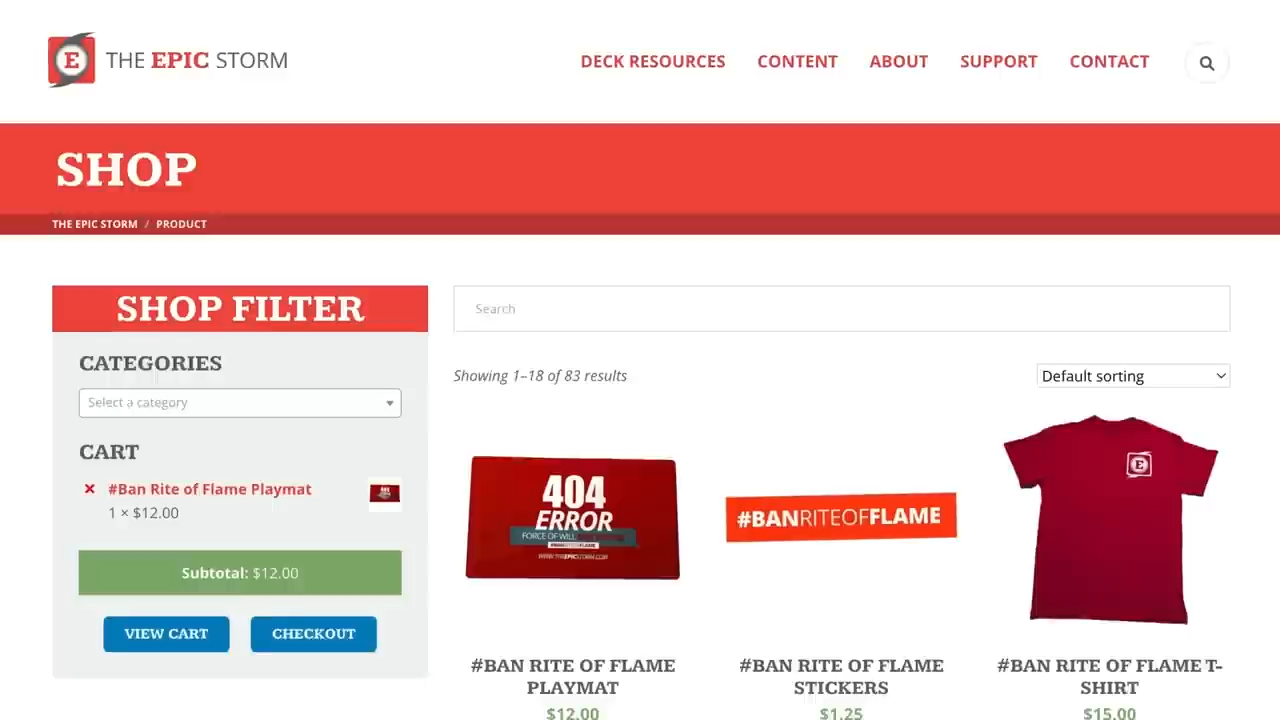 E THE EPIC STORM
DECK RESOURCES CONTENT ABOUT SUPPORT CONTACT
SHOP
THE EPIC STORM / PRODUCT
SHOP FILTER
CATEGORIES
Select a category
CART
× #Ban Rite of Flame Playmat
1 × $12.00
Subtotal: $12.00
VIEW CART CHECKOUT
Search
Showing 1–18 of 83 results
Default sorting
404
ERROR
FORCE OF WILL
WWW.THEEPICSTORM.COM
#BANRITEOFFLAME
E
#BAN RITE OF FLAME
PLAYMAT
$12.00
#BAN RITE OF FLAME
STICKERS
$1.25
#BAN RITE OF FLAME T-
SHIRT
$15.00